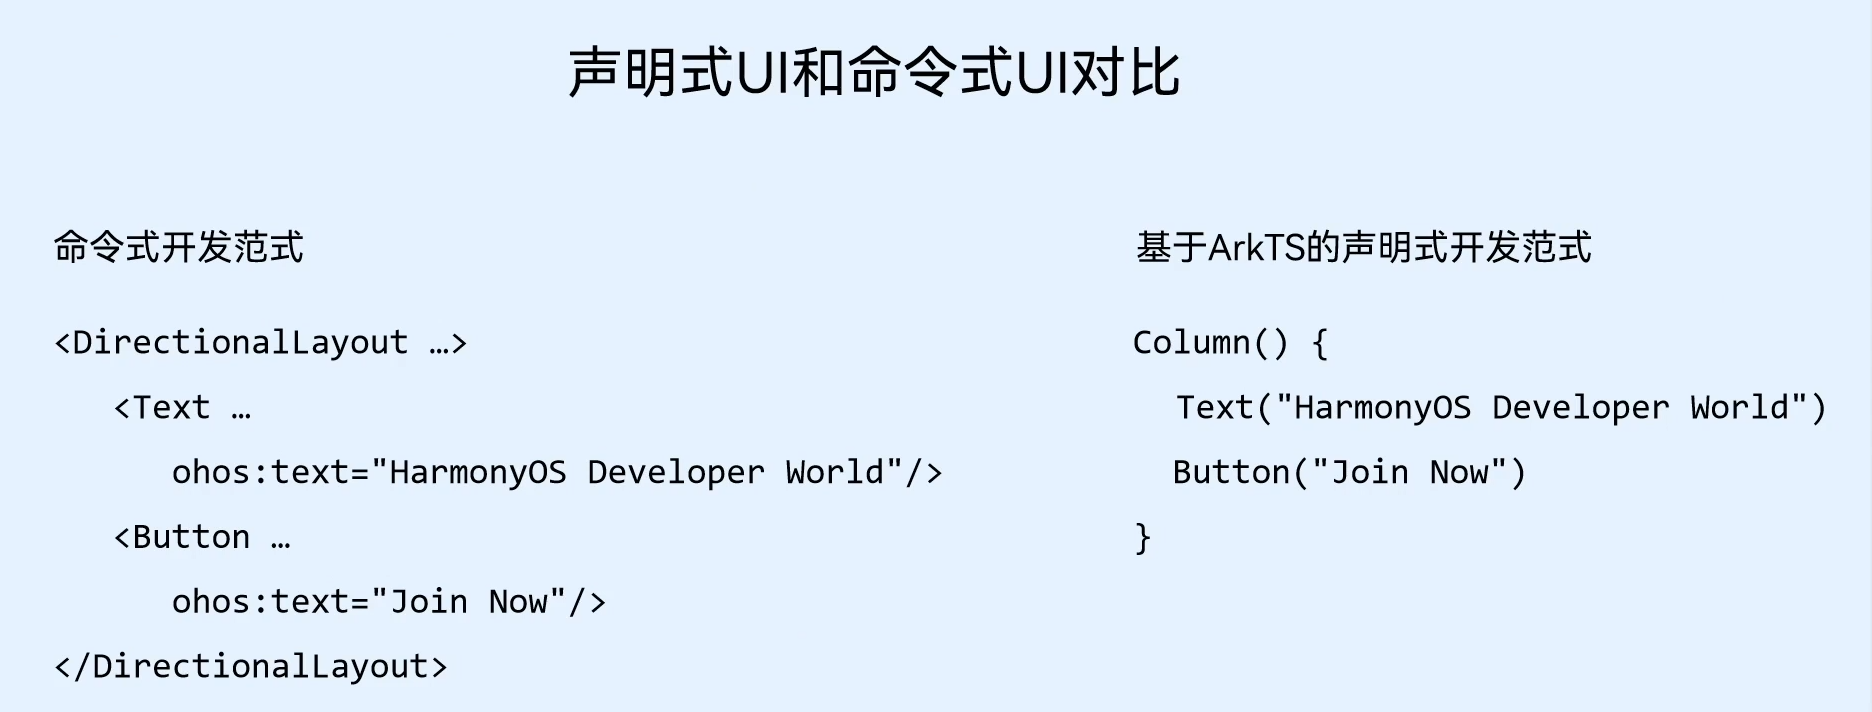 声明式UI和命令式UI对比
命令式开发范式
<DirectionalLayout …>
<Text …
ohos:text="HarmonyOS Developer World"/>
<Button …
ohos:text="Join Now"/>
</DirectionalLayout>
基于ArkTS的声明式开发范式
Column() {
Text("HarmonyOS Developer World")
Button("Join Now")
}